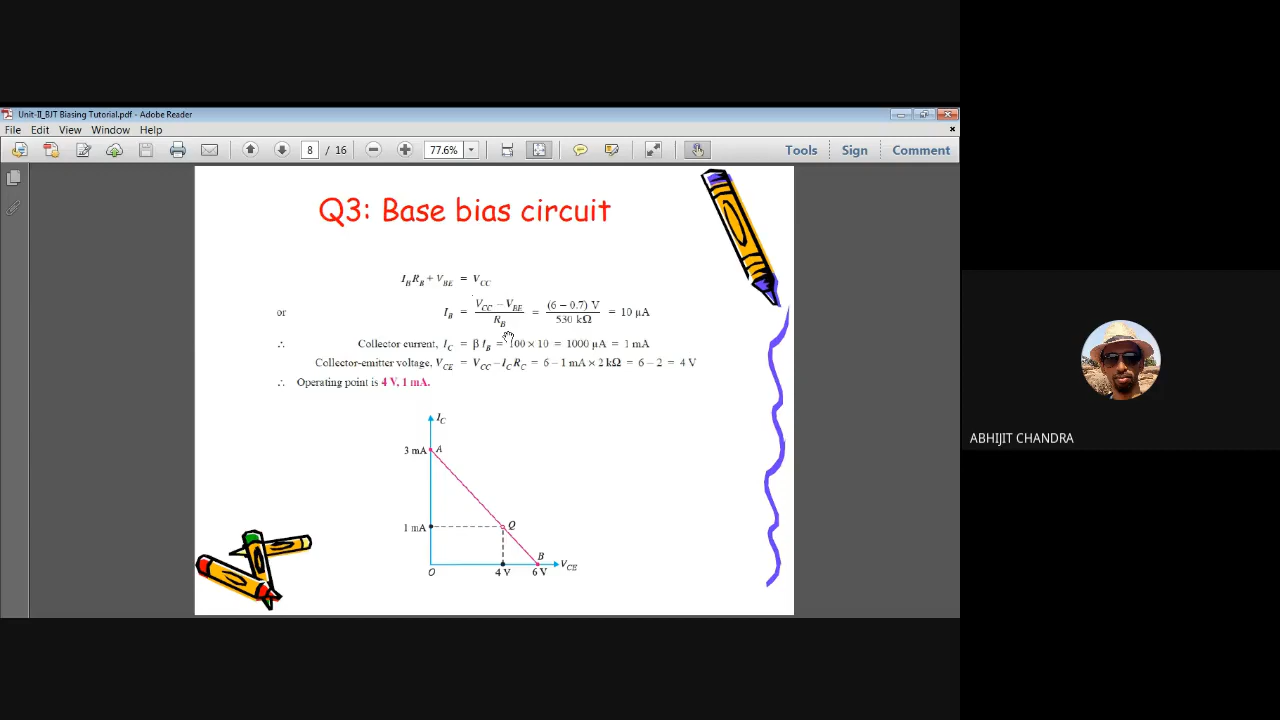 Unit-II_BJT Biasing Tutorial.pdf - Adobe Reader
File Edit View Window Help
8 / 16 77.6% Tools Sign Comment
Q3: Base bias circuit
I_B R_B + V_BE = V_CC
or I_B = (V_CC − V_BE) / R_B = (6 − 0.7) V / 530 kΩ = 10 μA
∴ Collector current, I_C = β I_B = 100 × 10 = 1000 μA = 1 mA
Collector-emitter voltage, V_CE = V_CC − I_C R_C = 6 − 1 mA × 2 kΩ = 6 − 2 = 4 V
∴ Operating point is 4 V, 1 mA.
I_C
3 mA A
1 mA Q
B
V_CE
O 4 V 6 V
ABHIJIT CHANDRA